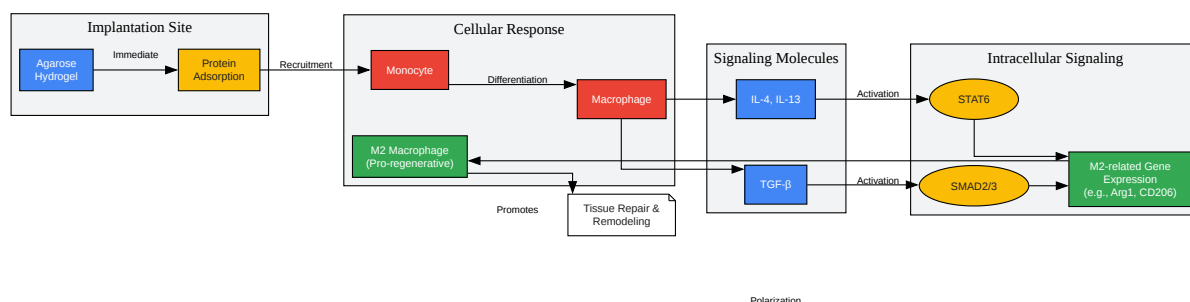 Implantation Site
Agarose
Hydrogel
Immediate
Protein
Adsorption
Recruitment
Cellular Response
Monocyte
Differentiation
Macrophage
M2 Macrophage
(Pro-regenerative)
Promotes
Tissue Repair &
Remodeling
Signaling Molecules
IL-4, IL-13
TGF-β
Activation
Activation
Intracellular Signaling
STAT6
SMAD2/3
M2-related Gene
Expression
(e.g., Arg1, CD206)
Polarization